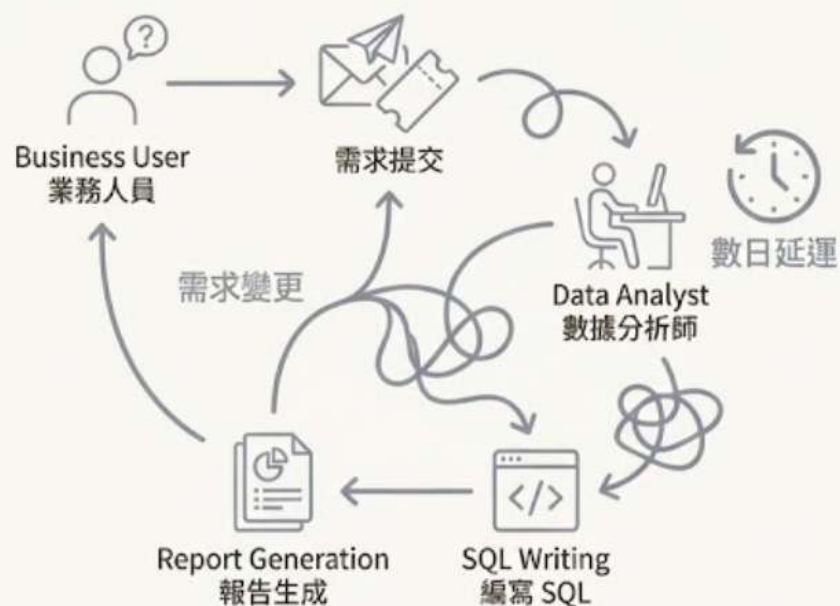 ?
Business User
業務人員
需求提交
Data Analyst
數據分析師
數日延運
需求變更
Report Generation
報告生成
</>
SQL Writing
編寫 SQL